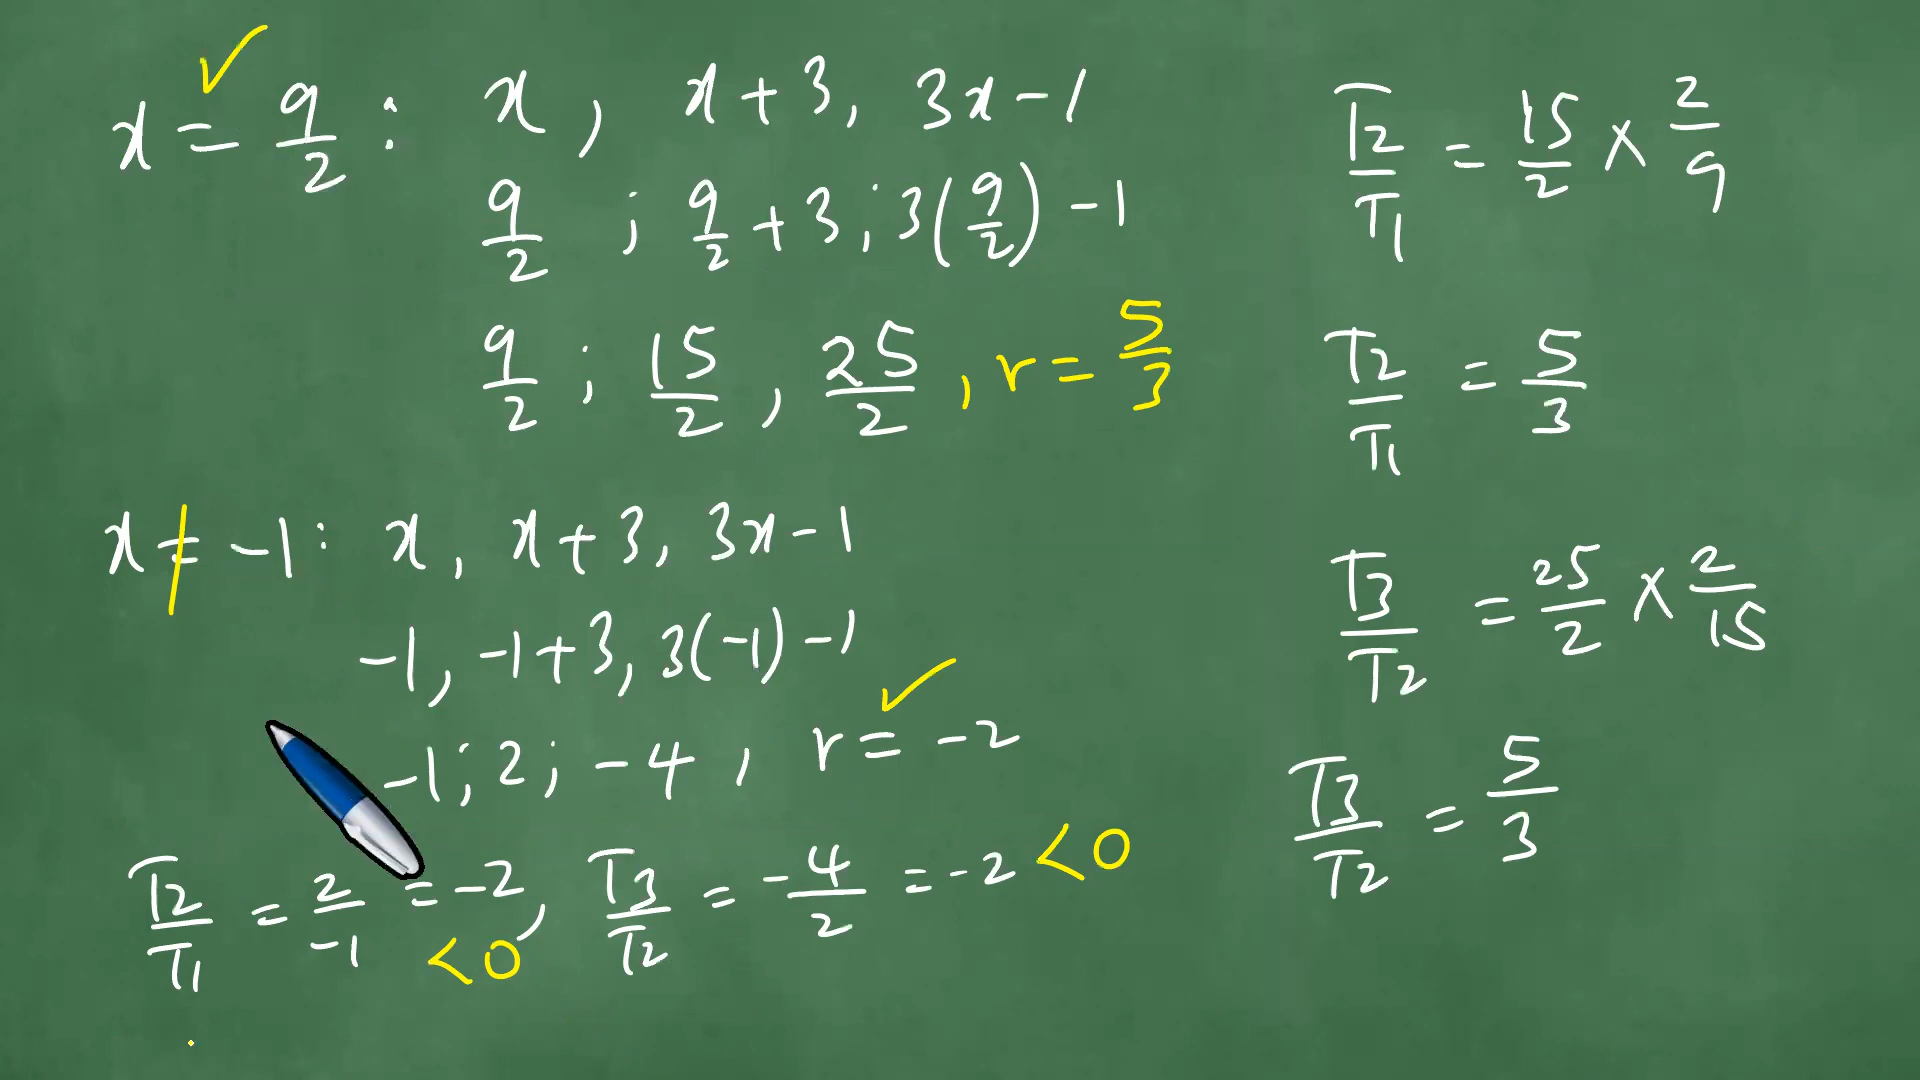 x = 9/2 : x, x + 3, 3x - 1
9/2 ; 9/2 + 3 ; 3(9/2) - 1
9/2 ; 15/2 , 25/2 , r = 5/3
x ≠ -1 : x, x + 3, 3x - 1
-1, -1 + 3, 3(-1) - 1
-1 ; 2 ; -4 , r = -2
T2/T1 = 2/-1 = -2 < 0 , T3/T2 = -4/2 = -2 < 0
T2/T1 = 15/2 × 2/9
T2/T1 = 5/3
T3/T2 = 25/2 × 2/15
T3/T2 = 5/3